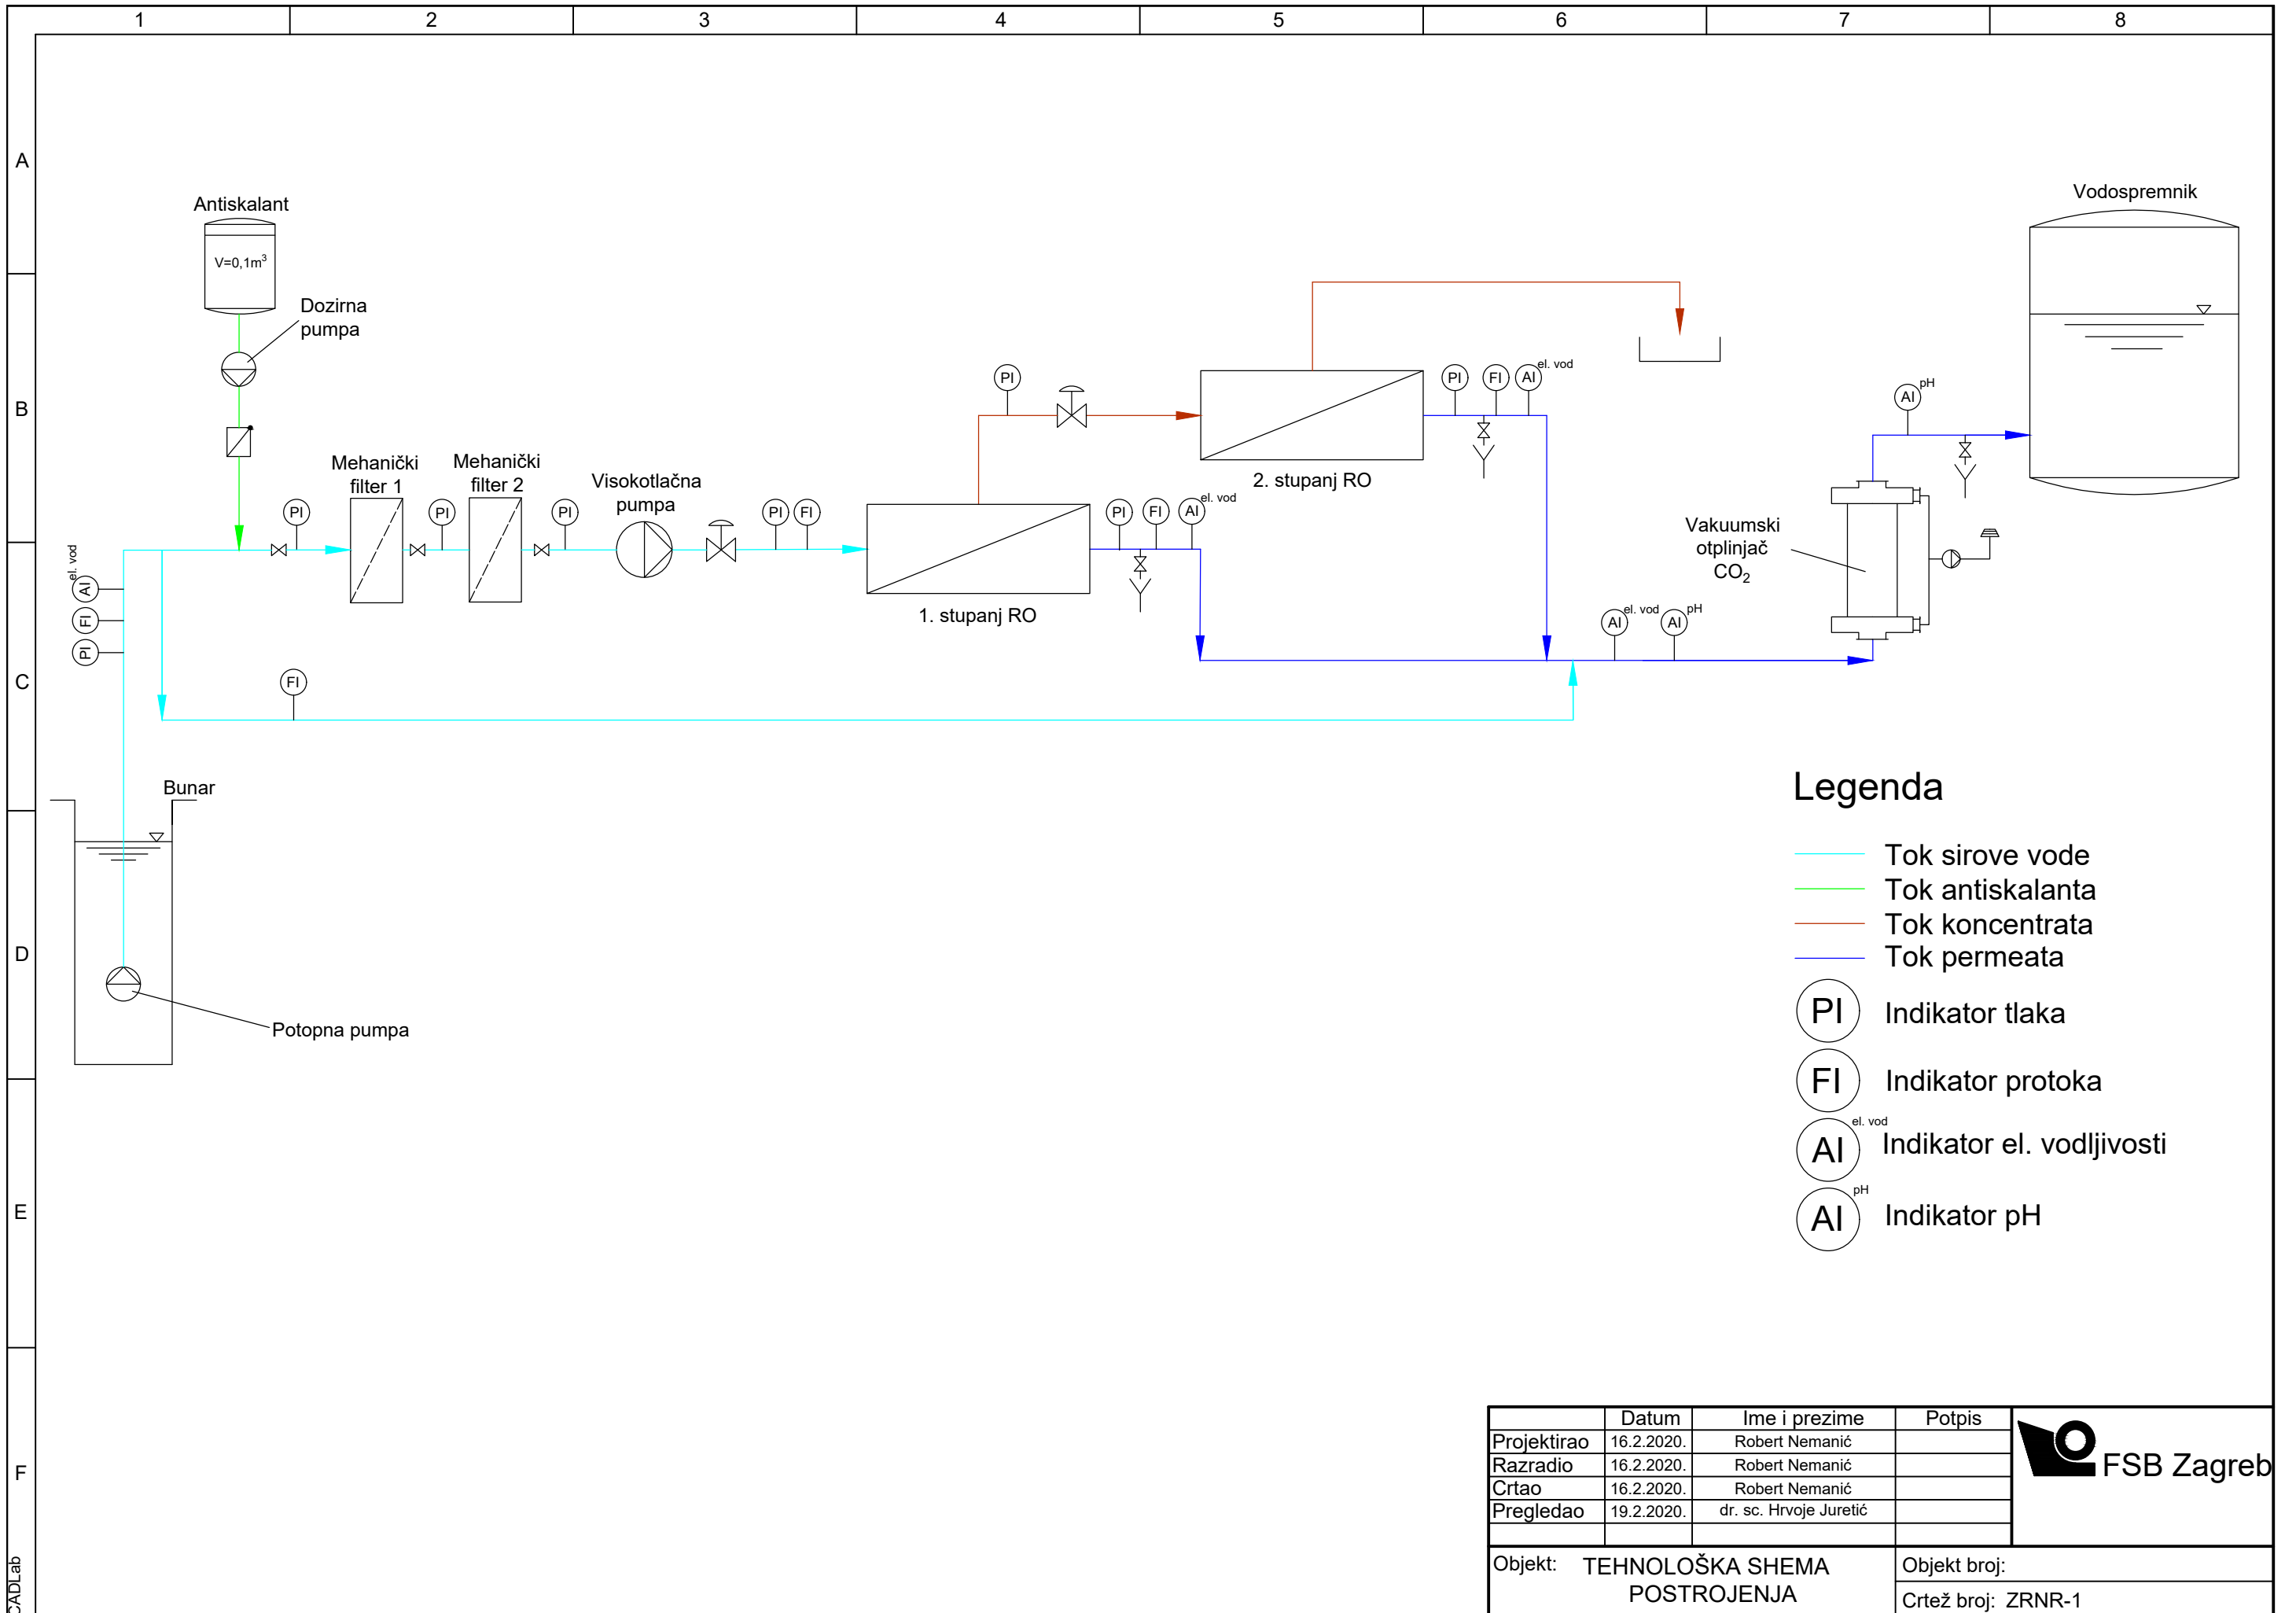 1 2 3 4 5 6 7 8
A
B
C
D
E
F
CADLab
Antiskalant
V=0,1m³
Dozirna
pumpa
Mehanički
filter 1
Mehanički
filter 2
Visokotlačna
pumpa
PI
PI
PI
PI
FI
el. vod
AI
FI
PI
FI
Bunar
Potopna pumpa
1. stupanj RO
PI
FI
AI
el. vod
PI
2. stupanj RO
PI
FI
AI
el. vod
AI
el. vod
AI
pH
Vakuumski
otplinjač
CO₂
AI
pH
Vodospremnik
Legenda
Tok sirove vode
Tok antiskalanta
Tok koncentrata
Tok permeata
PI Indikator tlaka
FI Indikator protoka
AI el. vod Indikator el. vodljivosti
AI pH Indikator pH
Datum Ime i prezime Potpis
Projektirao 16.2.2020. Robert Nemanić
Razradio 16.2.2020. Robert Nemanić
Crtao 16.2.2020. Robert Nemanić
Pregledao 19.2.2020. dr. sc. Hrvoje Juretić
FSB Zagreb
Objekt: TEHNOLOŠKA SHEMA
POSTROJENJA
Objekt broj:
Crtež broj: ZRNR-1